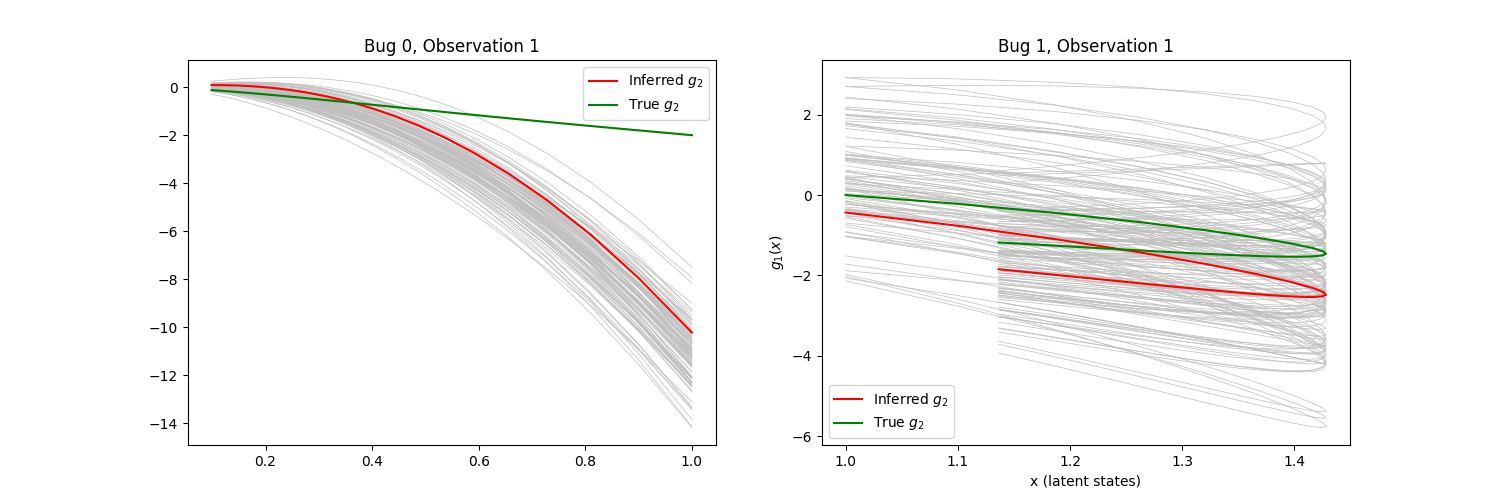 Bug 0, Observation 1
0
−2
−4
−6
−8
−10
−12
−14
0.2 0.4 0.6 0.8 1.0
Inferred g₂
True g₂
Bug 1, Observation 1
2
0
−2
−4
−6
g₁(x)
1.0 1.1 1.2 1.3 1.4
x (latent states)
Inferred g₂
True g₂